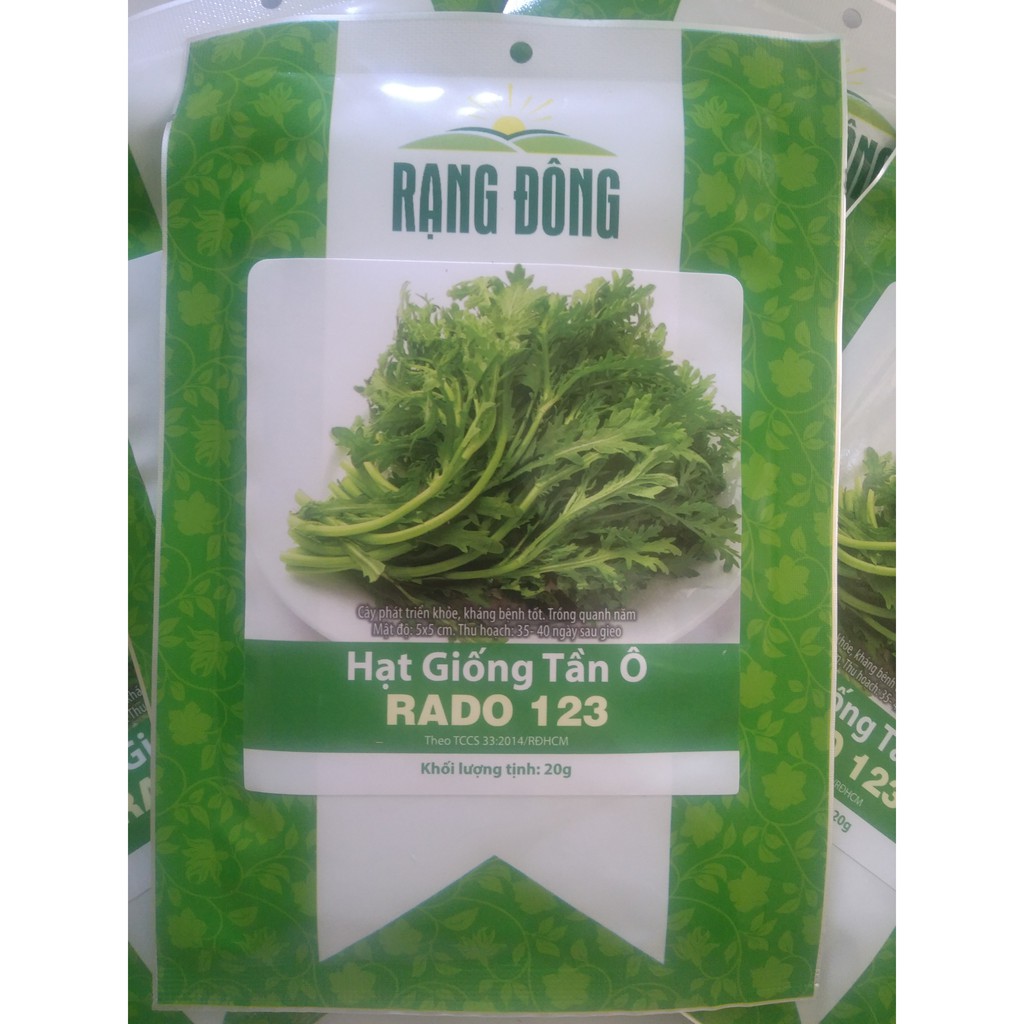 RẠNG ĐÔNG
Cây phát triển khỏe, kháng bệnh tốt. Trồng quanh năm
Mật độ: 5x5 cm. Thu hoạch: 35- 40 ngày sau gieo
Hạt Giống Tần Ô
RADO 123
Theo TCCS 33:2014/RĐHCM
Khối lượng tịnh: 20g